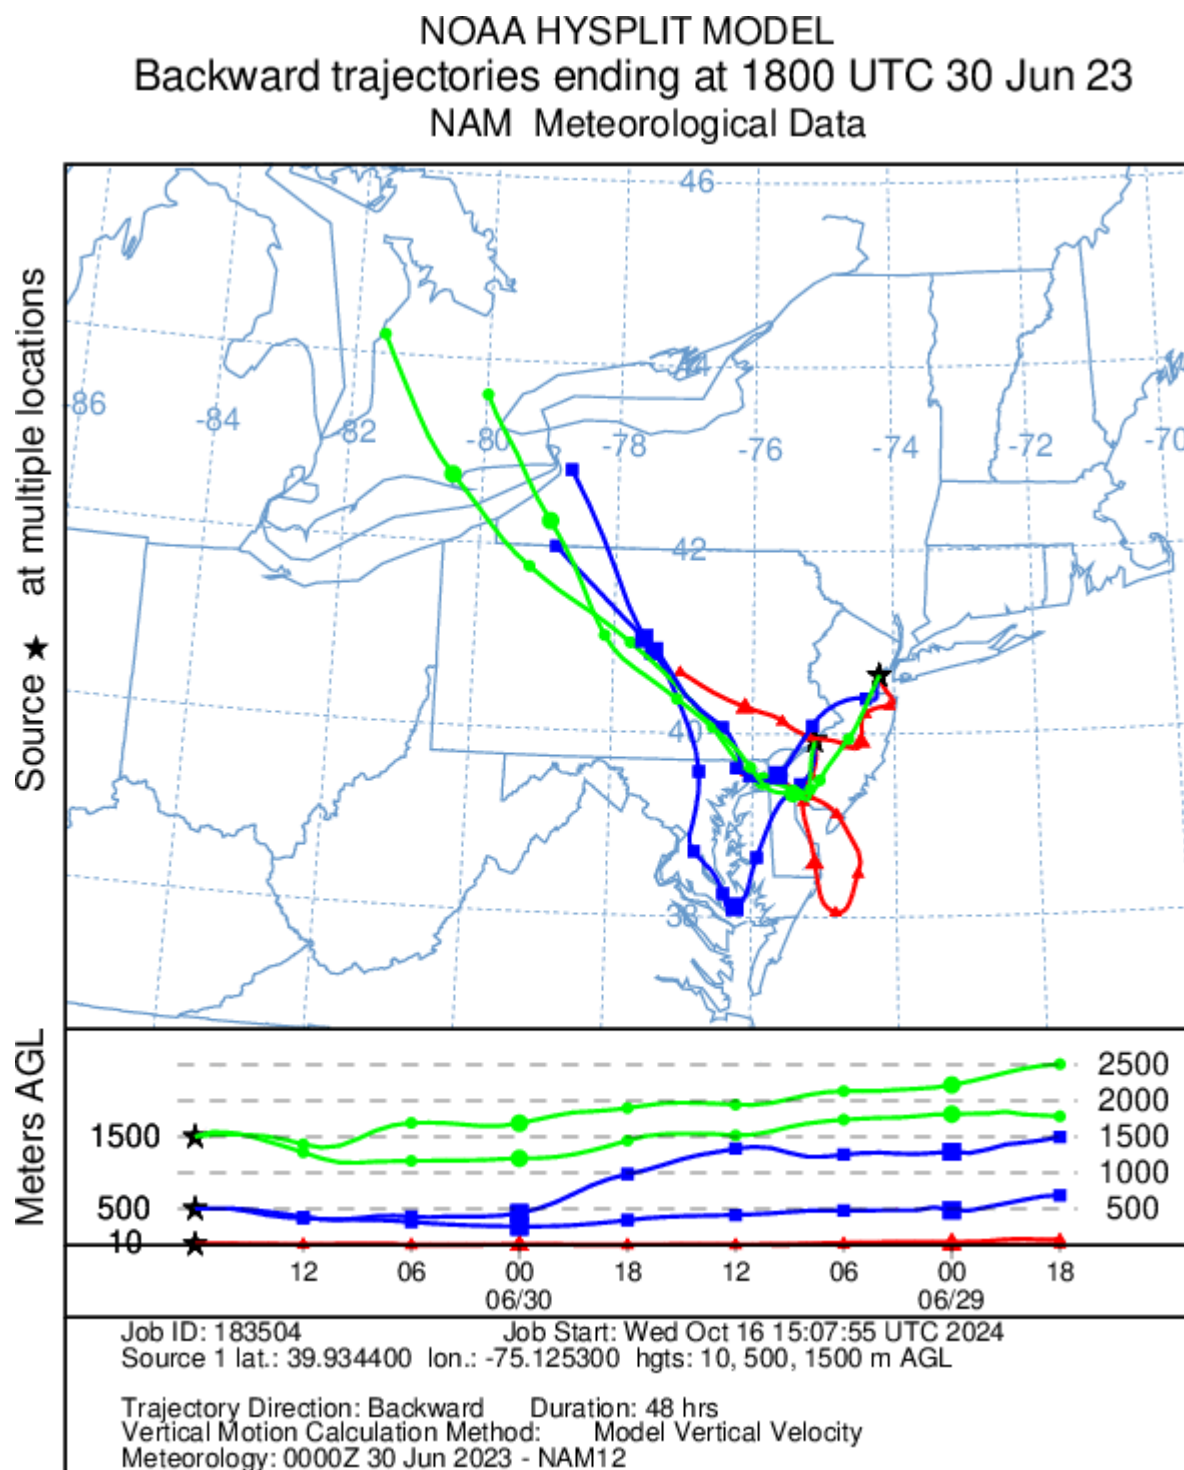 NOAA HYSPLIT MODEL
Backward trajectories ending at 1800 UTC 30 Jun 23
NAM  Meteorological Data
Source ★  at multiple locations
46
44
-86 -84 -82 -80 -78 -76 -74 -72 -70
42
40
38
Meters AGL
2500
2000
1500 1500
1000
500 500
10
12 06 00 18 12 06 00 18
06/30 06/29
Job ID: 183504 Job Start: Wed Oct 16 15:07:55 UTC 2024
Source 1 lat.: 39.934400  lon.: -75.125300  hgts: 10, 500, 1500 m AGL
Trajectory Direction: Backward Duration: 48 hrs
Vertical Motion Calculation Method: Model Vertical Velocity
Meteorology: 0000Z 30 Jun 2023 - NAM12